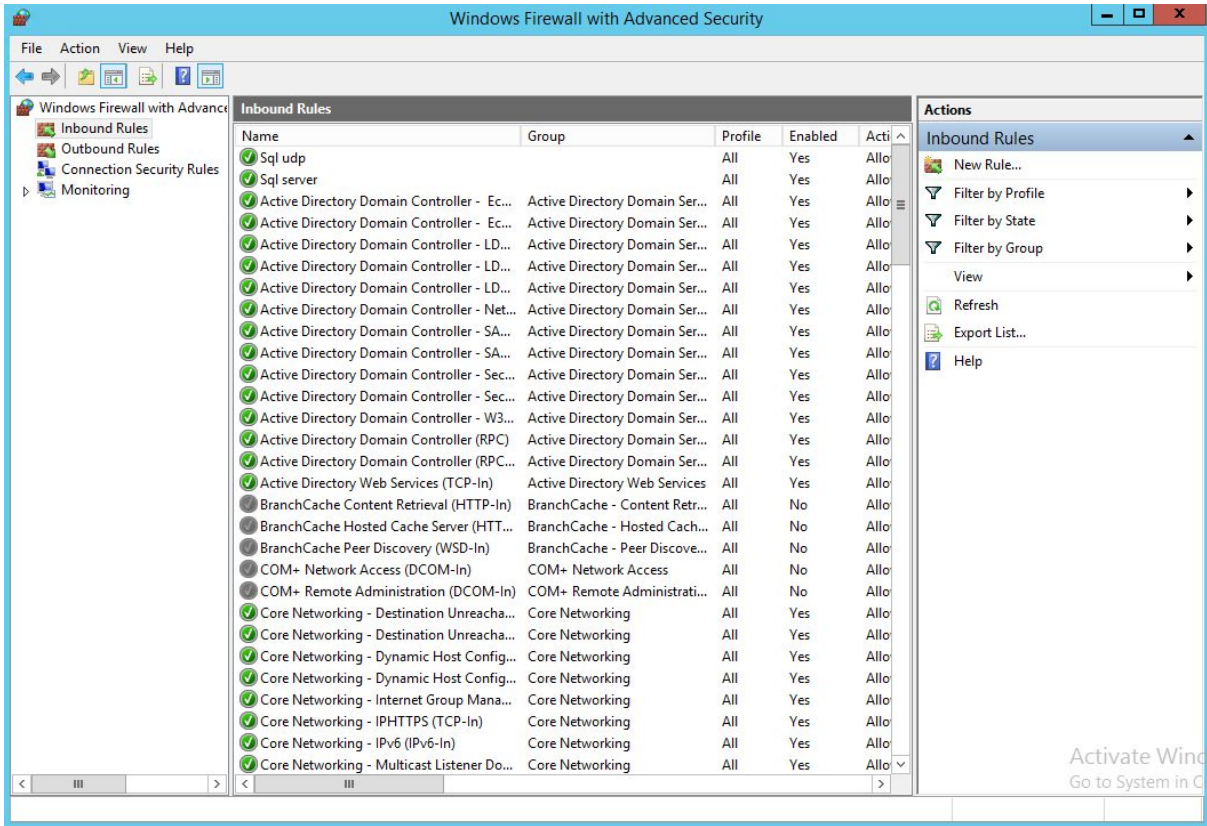 Windows Firewall with Advanced Security
File Action View Help
Windows Firewall with Advance
Inbound Rules
Outbound Rules
Connection Security Rules
Monitoring
Inbound Rules
Name Group Profile Enabled Acti
Sql udp All Yes Allo
Sql server All Yes Allo
Active Directory Domain Controller - Ec... Active Directory Domain Ser... All Yes Allo
Active Directory Domain Controller - Ec... Active Directory Domain Ser... All Yes Allo
Active Directory Domain Controller - LD... Active Directory Domain Ser... All Yes Allo
Active Directory Domain Controller - LD... Active Directory Domain Ser... All Yes Allo
Active Directory Domain Controller - LD... Active Directory Domain Ser... All Yes Allo
Active Directory Domain Controller - Net... Active Directory Domain Ser... All Yes Allo
Active Directory Domain Controller - SA... Active Directory Domain Ser... All Yes Allo
Active Directory Domain Controller - SA... Active Directory Domain Ser... All Yes Allo
Active Directory Domain Controller - Sec... Active Directory Domain Ser... All Yes Allo
Active Directory Domain Controller - Sec... Active Directory Domain Ser... All Yes Allo
Active Directory Domain Controller - W3... Active Directory Domain Ser... All Yes Allo
Active Directory Domain Controller (RPC) Active Directory Domain Ser... All Yes Allo
Active Directory Domain Controller (RPC... Active Directory Domain Ser... All Yes Allo
Active Directory Web Services (TCP-In) Active Directory Web Services All Yes Allo
BranchCache Content Retrieval (HTTP-In) BranchCache - Content Retr... All No Allo
BranchCache Hosted Cache Server (HTT... BranchCache - Hosted Cach... All No Allo
BranchCache Peer Discovery (WSD-In) BranchCache - Peer Discove... All No Allo
COM+ Network Access (DCOM-In) COM+ Network Access All No Allo
COM+ Remote Administration (DCOM-In) COM+ Remote Administrati... All No Allo
Core Networking - Destination Unreacha... Core Networking All Yes Allo
Core Networking - Destination Unreacha... Core Networking All Yes Allo
Core Networking - Dynamic Host Config... Core Networking All Yes Allo
Core Networking - Dynamic Host Config... Core Networking All Yes Allo
Core Networking - Internet Group Mana... Core Networking All Yes Allo
Core Networking - IPHTTPS (TCP-In) Core Networking All Yes Allo
Core Networking - IPv6 (IPv6-In) Core Networking All Yes Allo
Core Networking - Multicast Listener Do... Core Networking All Yes Allo
Actions
Inbound Rules
New Rule...
Filter by Profile
Filter by State
Filter by Group
View
Refresh
Export List...
Help
Activate Wind
Go to System in C